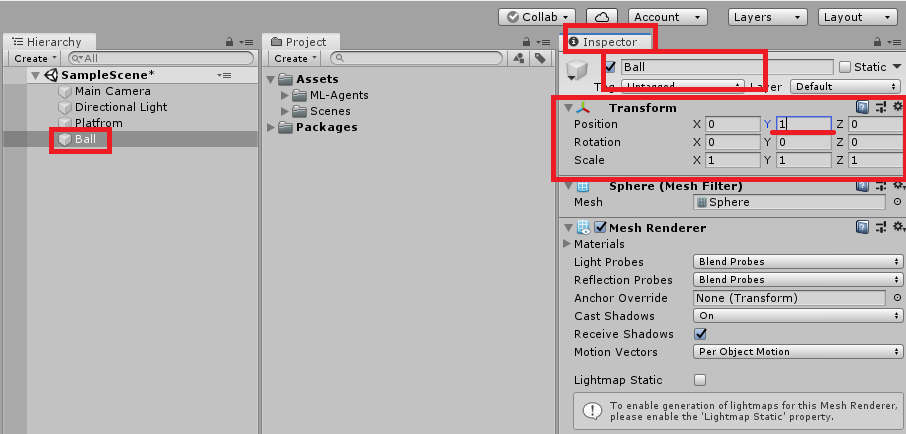 Collab Account Layers Layout
Hierarchy
Create All
SampleScene*
Main Camera
Directional Light
Platfrom
Ball
Project
Create
Assets
ML-Agents
Scenes
Packages
Inspector
Ball Static
Tag Untagged Layer Default
Transform
Position X 0 Y 1 Z 0
Rotation X 0 Y 0 Z 0
Scale X 1 Y 1 Z 1
Sphere (Mesh Filter)
Mesh Sphere
Mesh Renderer
Materials
Light Probes Blend Probes
Reflection Probes Blend Probes
Anchor Override None (Transform)
Cast Shadows On
Receive Shadows
Motion Vectors Per Object Motion
Lightmap Static
To enable generation of lightmaps for this Mesh Renderer,
please enable the 'Lightmap Static' property.